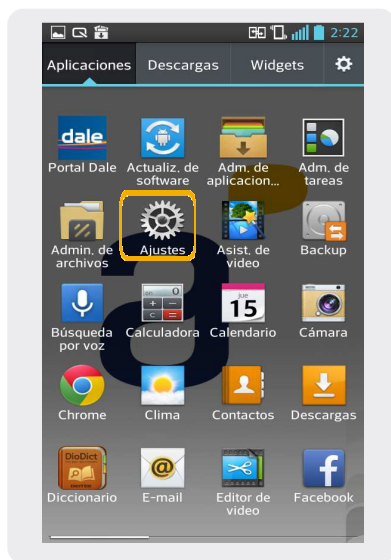 2:22
Aplicaciones Descargas Widgets
dale
Portal Dale Actualiz. de software Adm. de aplicacion... Adm. de tareas
Admin. de archivos Ajustes Asist. de video Backup
0
+ −
C =
jue
15
Búsqueda por voz Calculadora Calendario Cámara
Chrome Clima Contactos Descargas
DioDict
@
f
Diccionario E-mail Editor de video Facebook